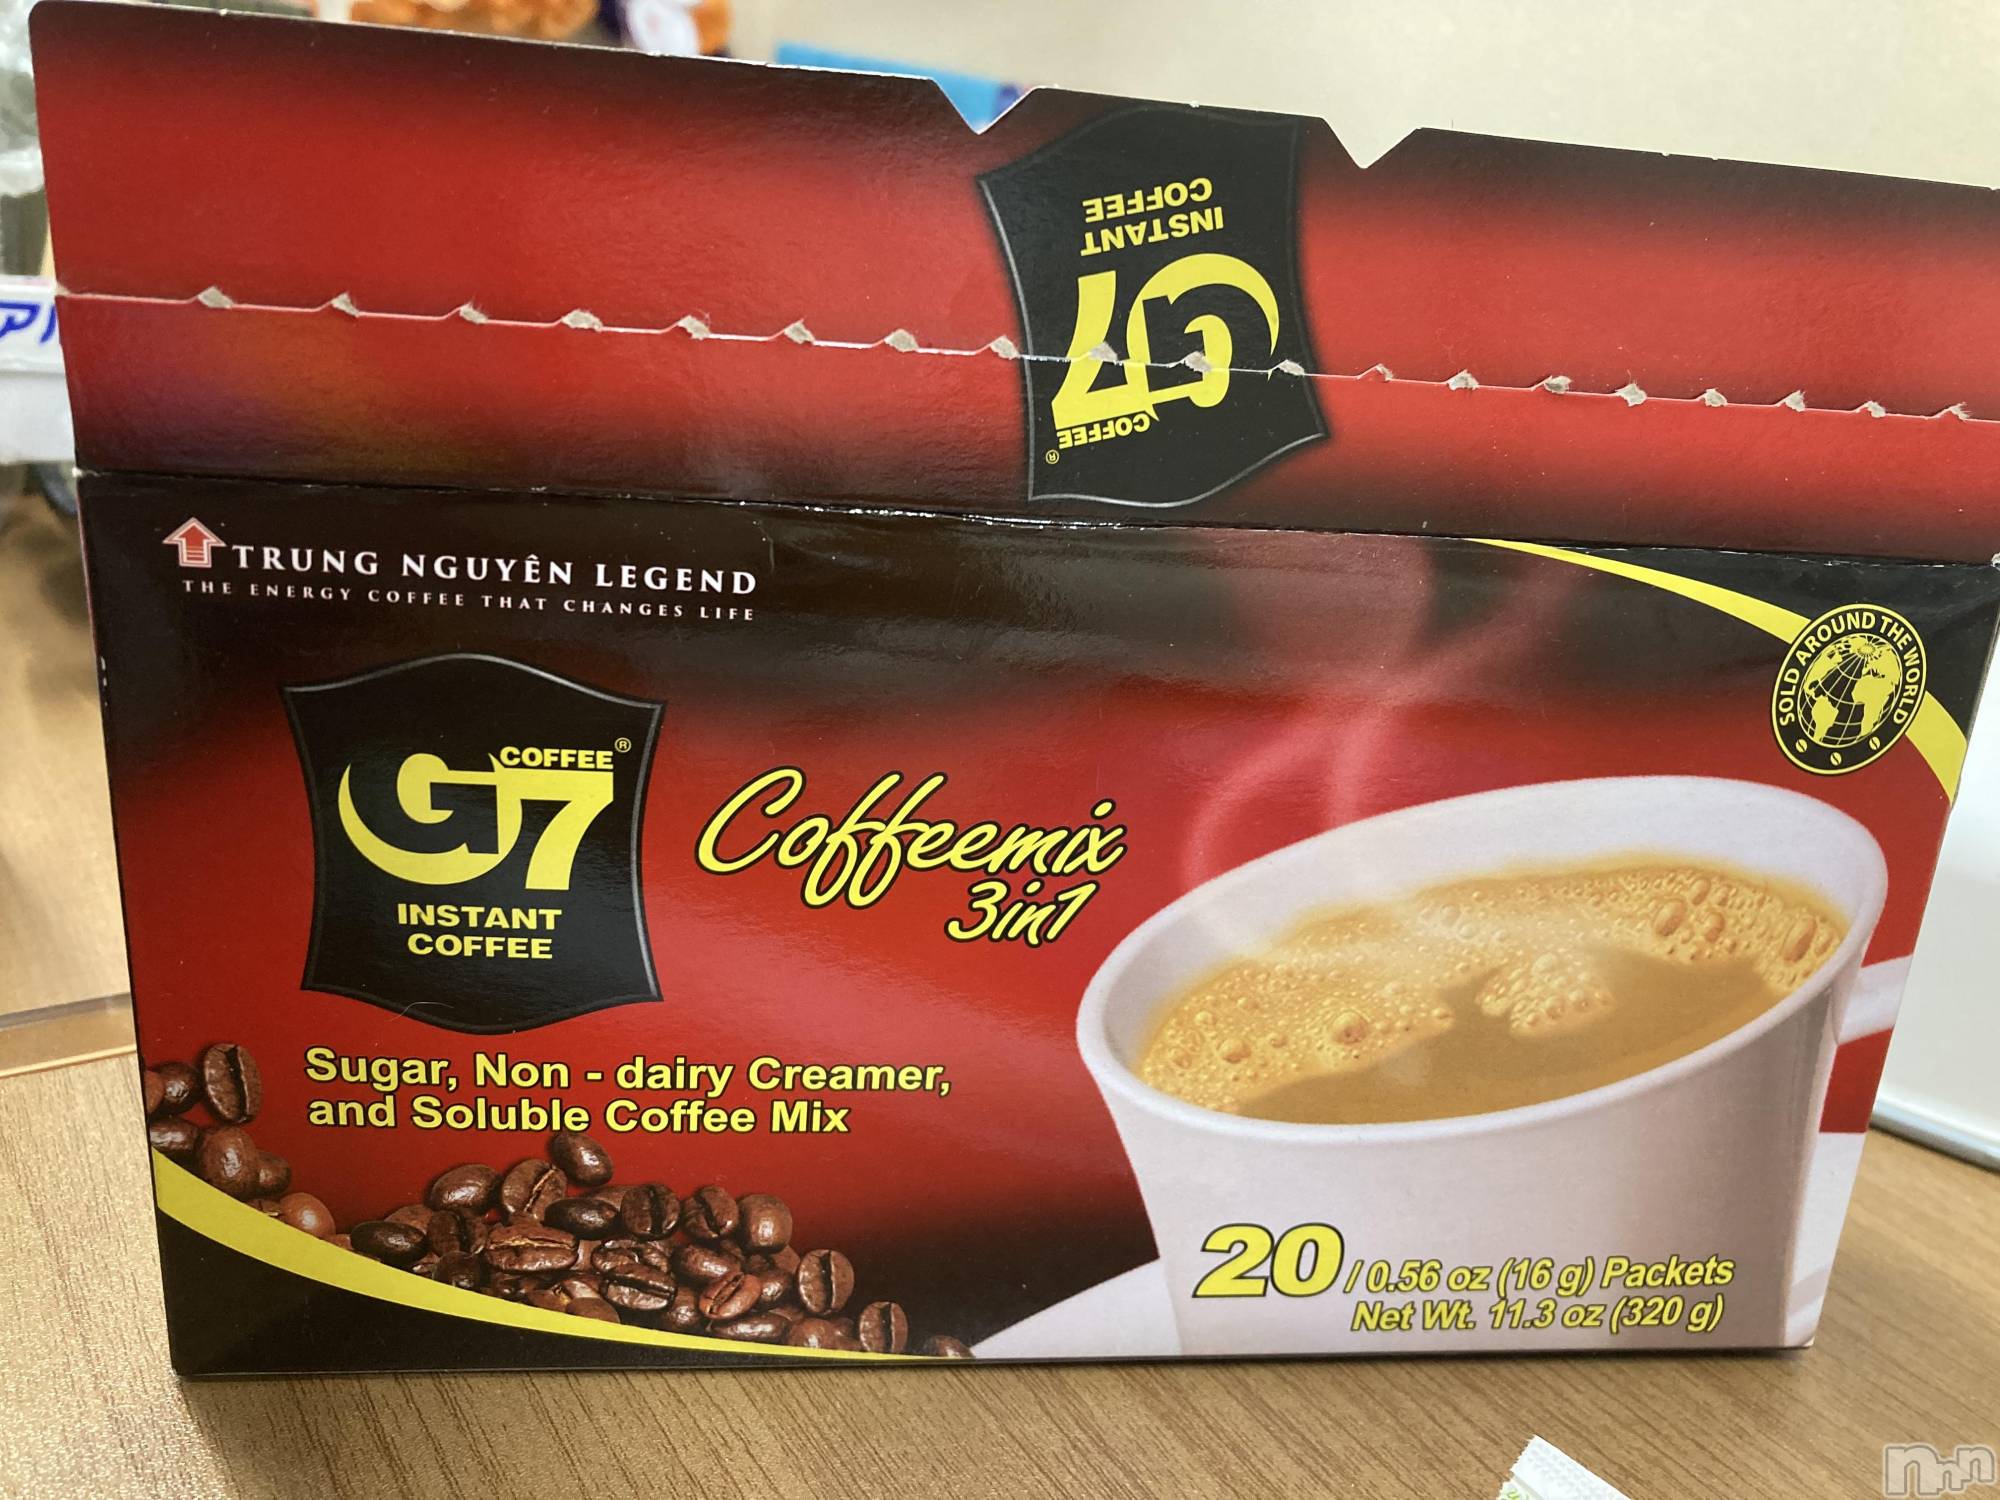 INSTANT
COFFEE
G7
COFFEE
®
TRUNG NGUYÊN LEGEND
THE ENERGY COFFEE THAT CHANGES LIFE
SOLD AROUND THE WORLD
G7
COFFEE®
INSTANT
COFFEE
Coffeemix
3in1
Sugar, Non - dairy Creamer,
and Soluble Coffee Mix
20 / 0.56 oz (16 g) Packets
Net Wt. 11.3 oz (320 g)